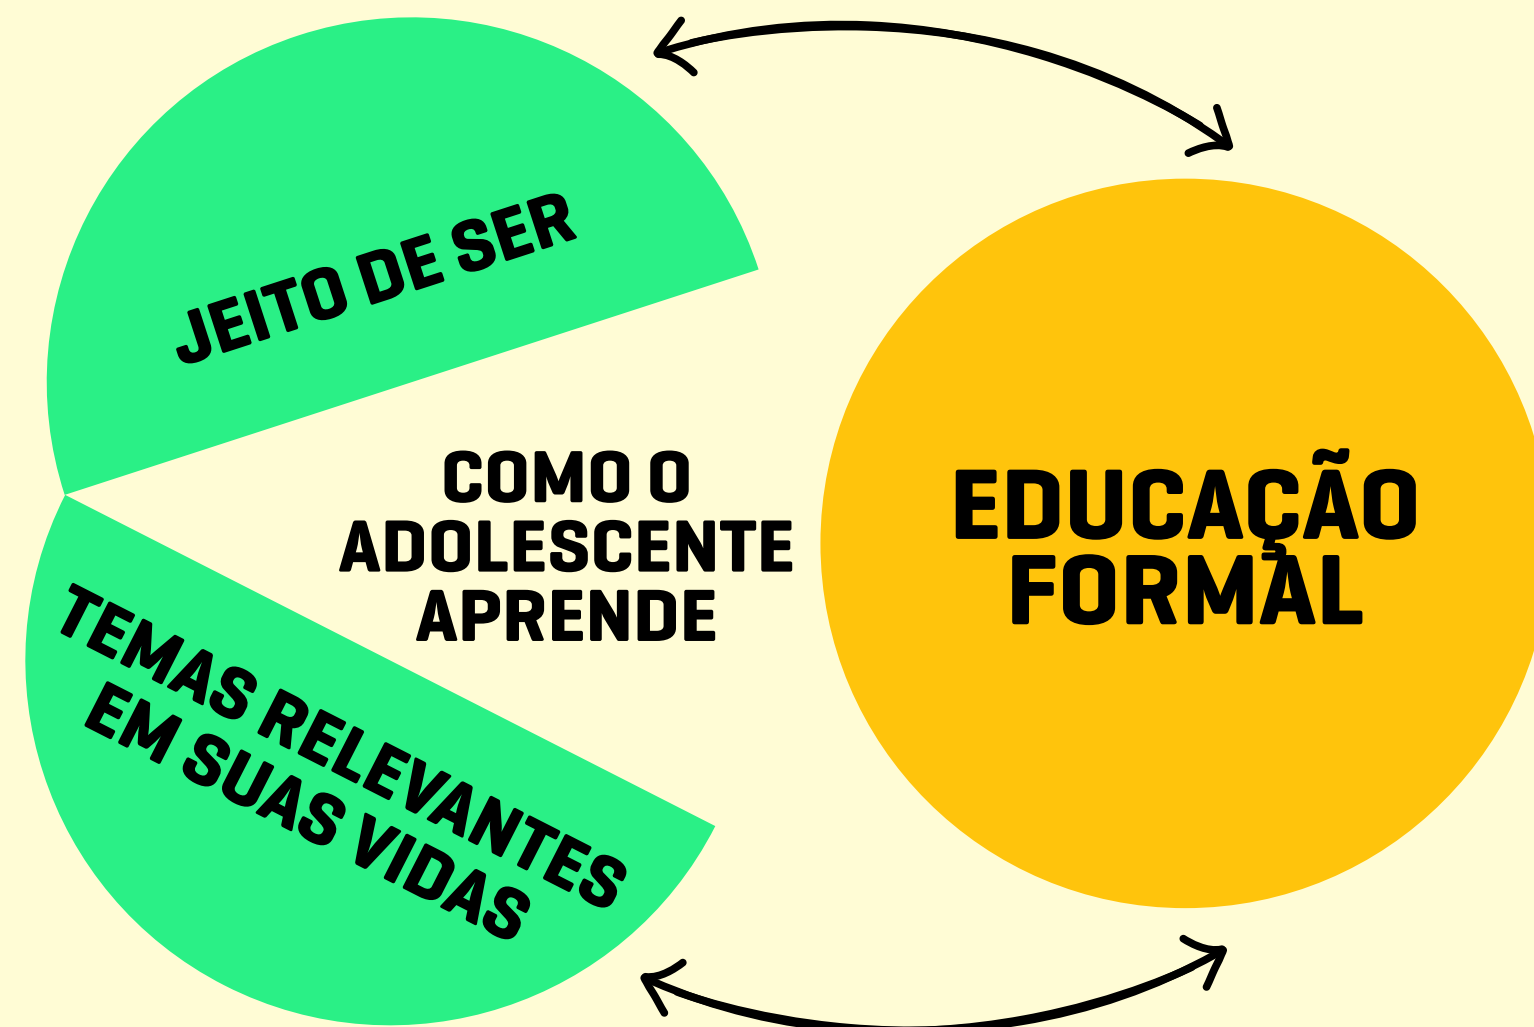 JEITO DE SER
COMO O
ADOLESCENTE
APRENDE
TEMAS RELEVANTES
EM SUAS VIDAS
EDUCAÇÃO
FORMAL